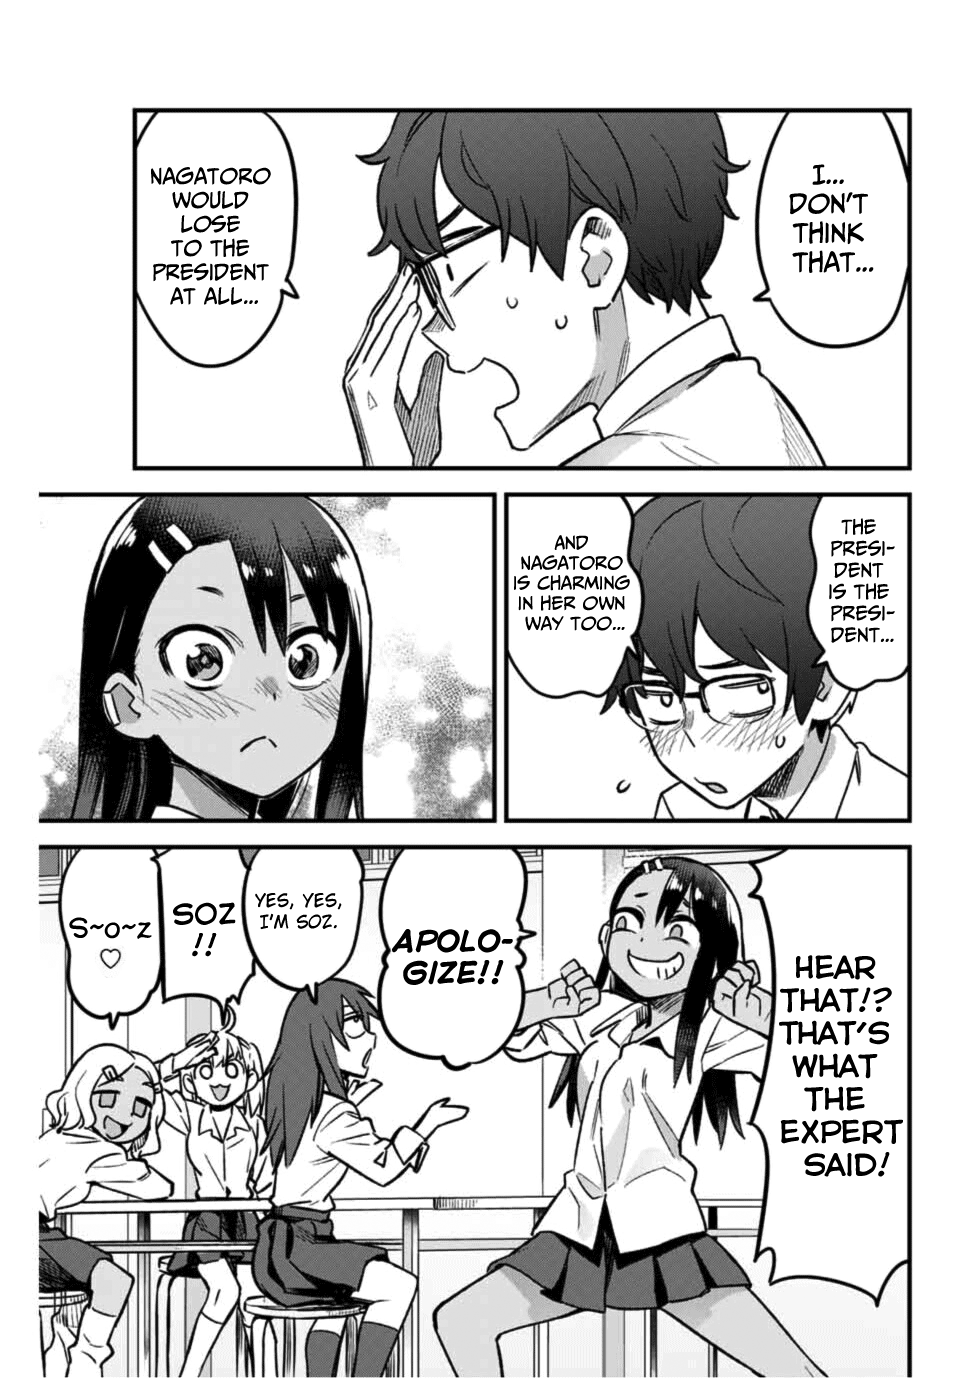 I...
DON'T
THINK
THAT...
NAGATORO
WOULD
LOSE
TO THE
PRESIDENT
AT ALL...
THE
PRESI-
DENT
IS THE
PRESI-
DENT...
AND
NAGATORO
IS CHARMING
IN HER OWN
WAY TOO...
HEAR
THAT!?
THAT'S
WHAT
THE
EXPERT
SAID!
APOLO-
GIZE!!
YES, YES,
I'M SOZ.
SOZ
!!
S~o~z
♡